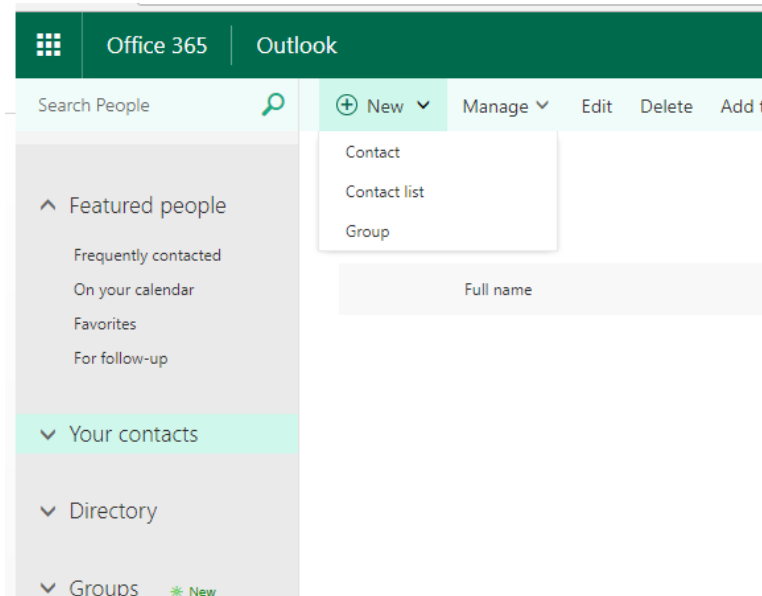 Office 365 Outlook
Search People New Manage Edit Delete Add
Contact
Contact list
Group
Featured people
Frequently contacted
On your calendar
Favorites
For follow-up
Full name
Your contacts
Directory
Groups New